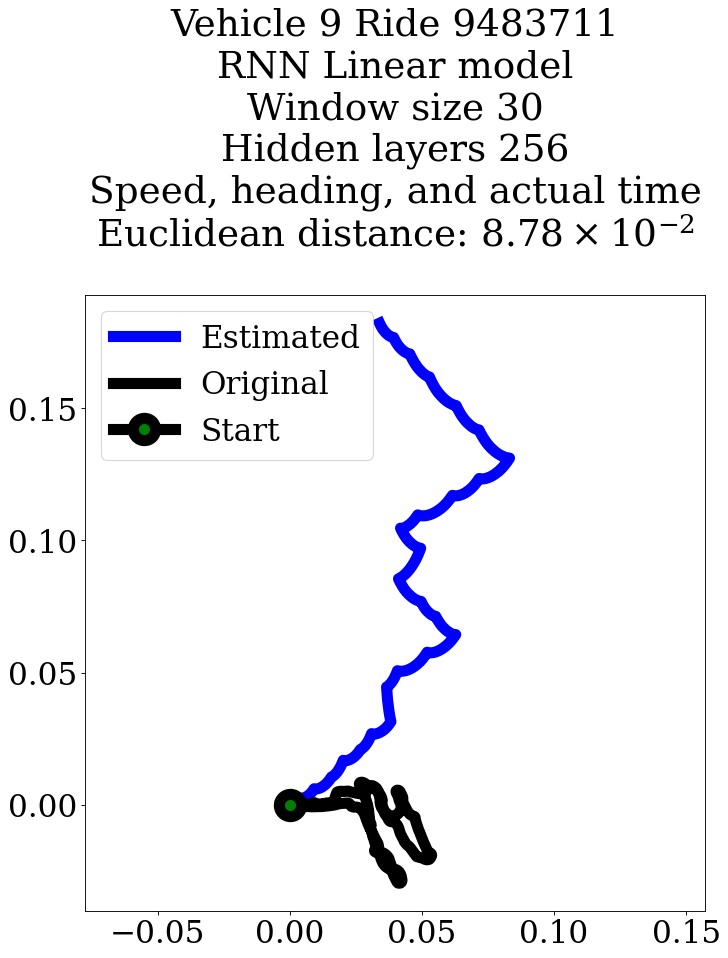 Vehicle 9 Ride 9483711
RNN Linear model
Window size 30
Hidden layers 256
Speed, heading, and actual time
Euclidean distance: 8.78 × 10⁻²
Estimated
Original
Start
0.15
0.10
0.05
0.00
−0.05 0.00 0.05 0.10 0.15